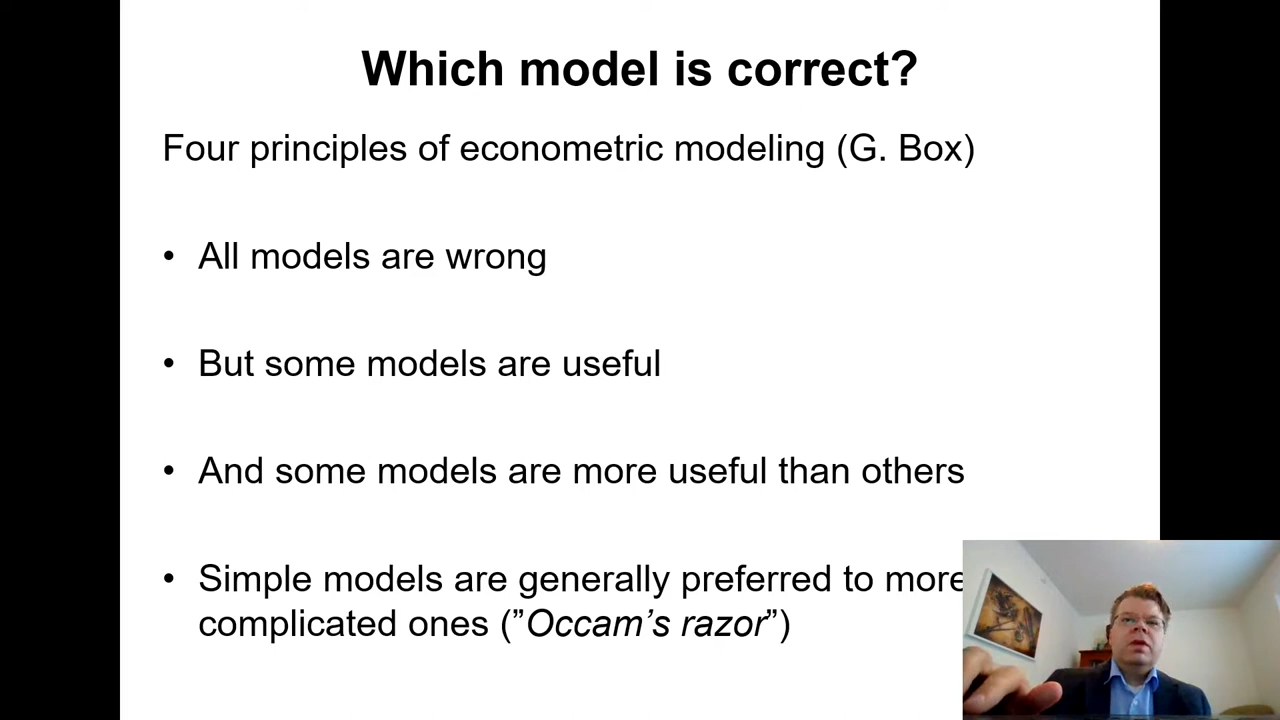 Which model is correct?
Four principles of econometric modeling (G. Box)
• All models are wrong
• But some models are useful
• And some models are more useful than others
• Simple models are generally preferred to more
complicated ones (”Occam’s razor”)